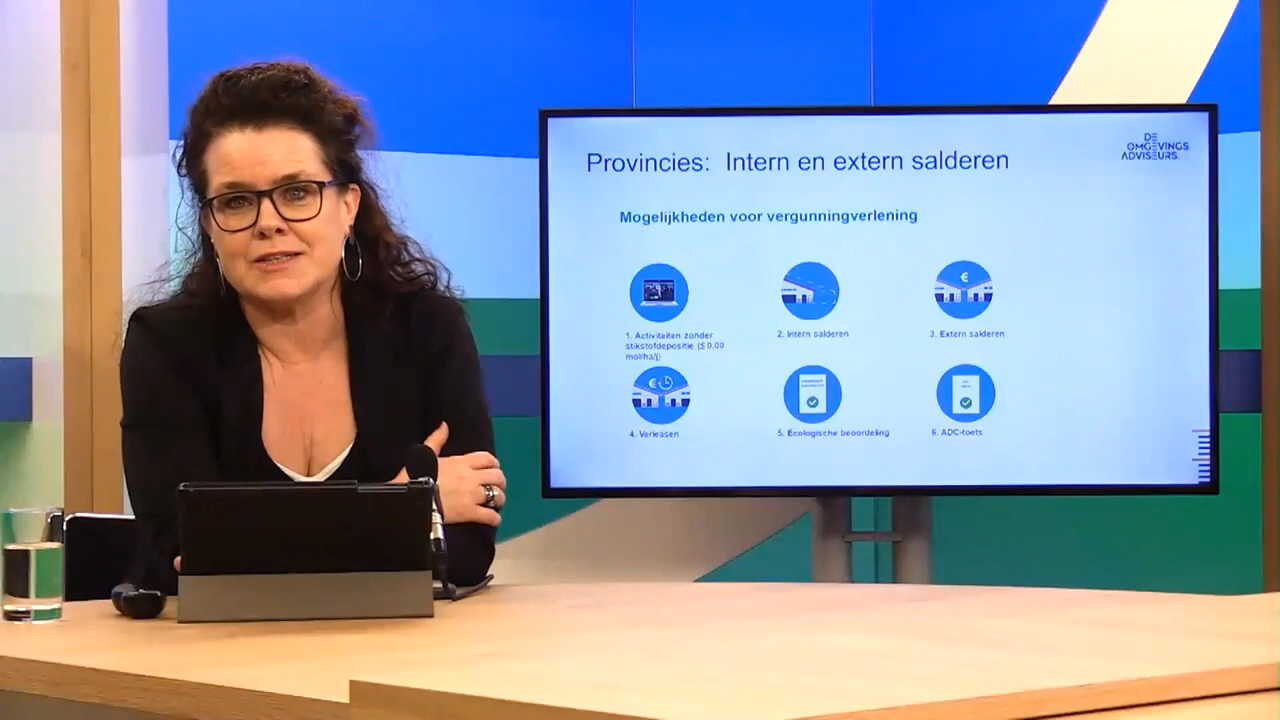 DE
OMGEVINGS
ADVISEURS.
Provincies: Intern en extern salderen
Mogelijkheden voor vergunningverlening
1. Activiteiten zonder
stikstofdepositie (≤ 0,00
mol/ha/j)
2. Intern salderen
3. Extern salderen
4. Verleasen
5. Ecologische beoordeling
6. ADC-toets